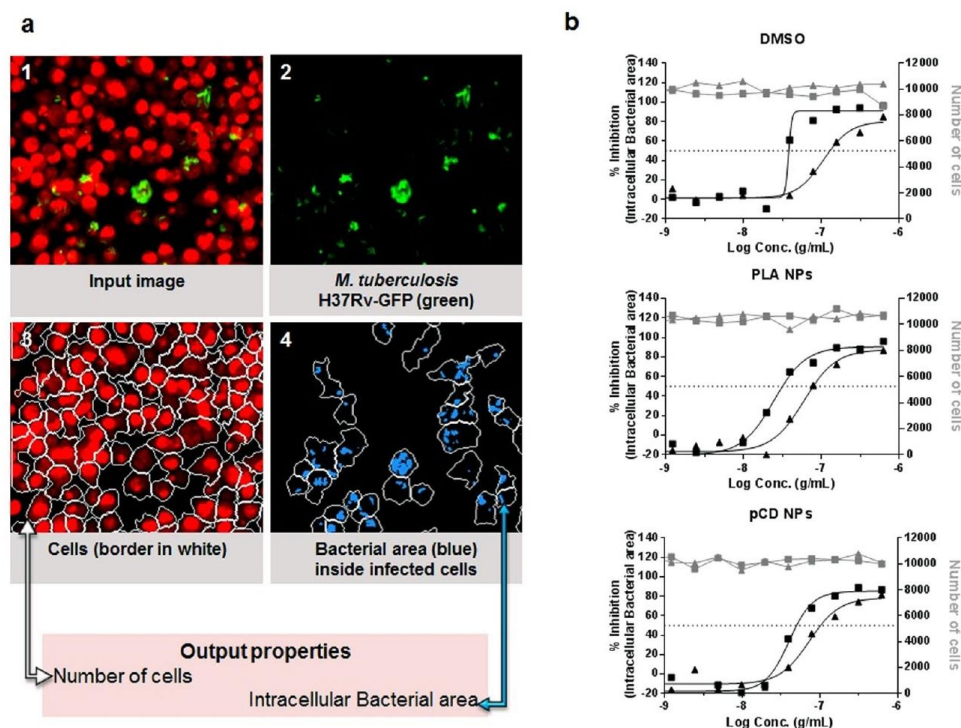 a
1
2
Input image
M. tuberculosis
H37Rv-GFP (green)
3
4
Cells (border in white)
Bacterial area (blue)
inside infected cells
Output properties
Number of cells
Intracellular Bacterial area
b
DMSO
% Inhibition
(Intracellular Bacterial area)
140
120
100
80
60
40
20
0
-20
12000
10000
8000
6000
4000
2000
0
Number of cells
-9
-8
-7
-6
Log Conc. (g/mL)
PLA NPs
% Inhibition
(Intracellular Bacterial area)
140
120
100
80
60
40
20
0
-20
12000
10000
8000
6000
4000
2000
0
Number of cells
-9
-8
-7
-6
Log Conc. (g/mL)
pCD NPs
% Inhibition
(Intracellular Bacterial area)
140
120
100
80
60
40
20
0
-20
12000
10000
8000
6000
4000
2000
0
Number of cells
-9
-8
-7
-6
Log Conc. (g/mL)